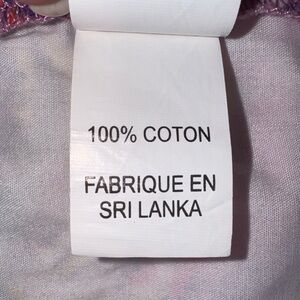 100% COTON
FABRIQUE EN
SRI LANKA